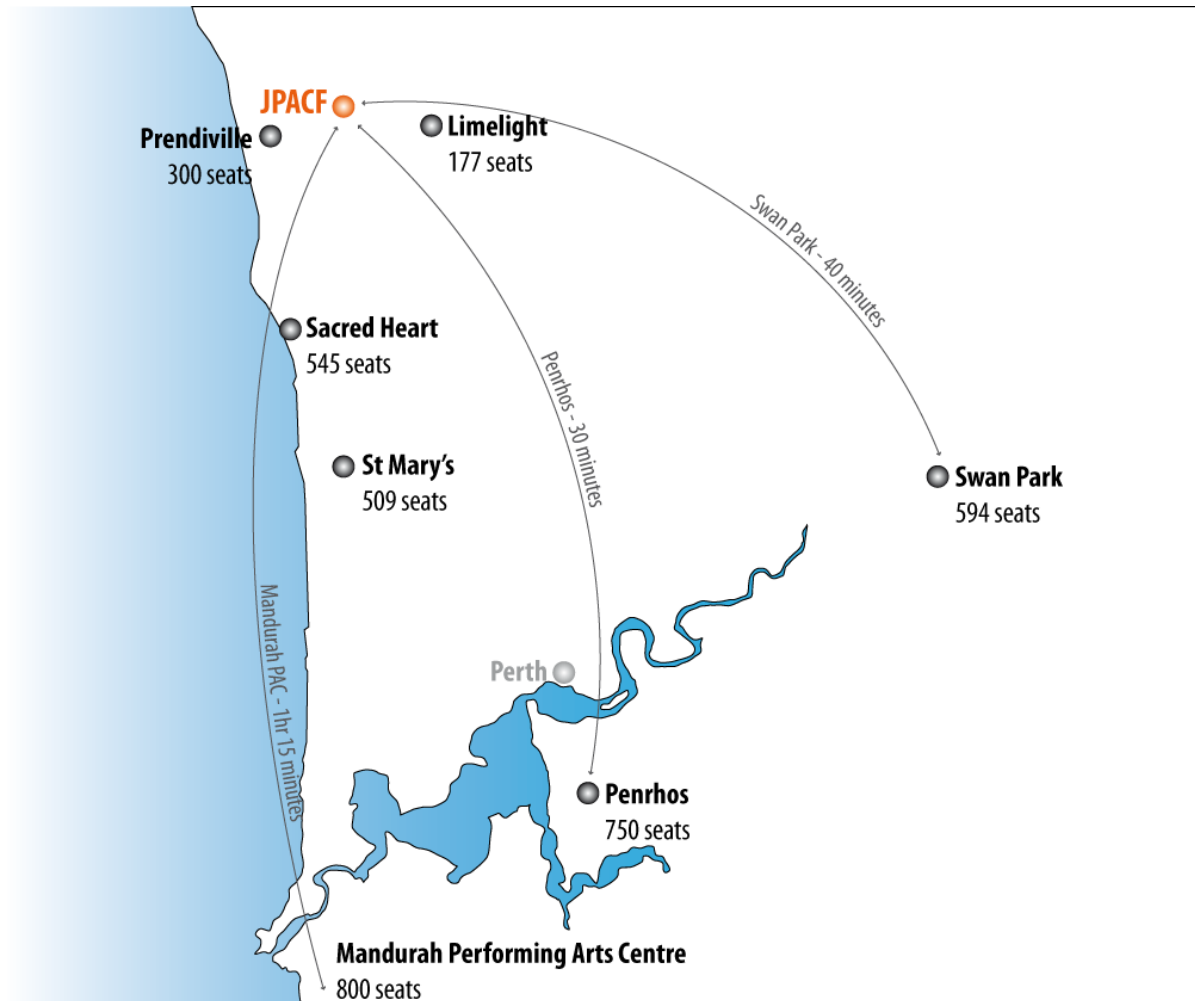 JPACF
Prendiville
300 seats
Limelight
177 seats
Swan Park - 40 minutes
Sacred Heart
545 seats
Penrhos - 30 minutes
St Mary's
509 seats
Swan Park
594 seats
Mandurah PAC - 1hr 15 minutes
Perth
Penrhos
750 seats
Mandurah Performing Arts Centre
800 seats